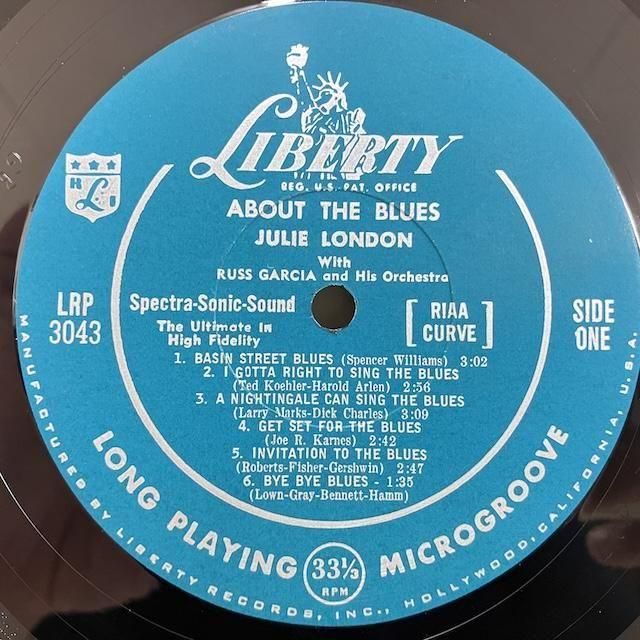 LIBERTY
REG. U.S. PAT. OFFICE
ABOUT THE BLUES
JULIE LONDON
With
RUSS GARCIA and His Orchestra
LRP
3043
Spectra-Sonic-Sound
The Ultimate In
High Fidelity
[ RIAA
CURVE ]
SIDE
ONE
1. BASIN STREET BLUES (Spencer Williams) 3:02
2. I GOTTA RIGHT TO SING THE BLUES
(Ted Koehler-Harold Arlen) 2:56
3. A NIGHTINGALE CAN SING THE BLUES
(Larry Marks-Dick Charles) 3:09
4. GET SET FOR THE BLUES
(Joe R. Karnes) 2:42
5. INVITATION TO THE BLUES
(Roberts-Fisher-Gershwin) 2:47
6. BYE BYE BLUES - 1:35
(Lown-Gray-Bennett-Hamm)
LONG PLAYING 33⅓ RPM MICROGROOVE
MANUFACTURED BY LIBERTY RECORDS, INC., HOLLYWOOD, CALIFORNIA, U.S.A.